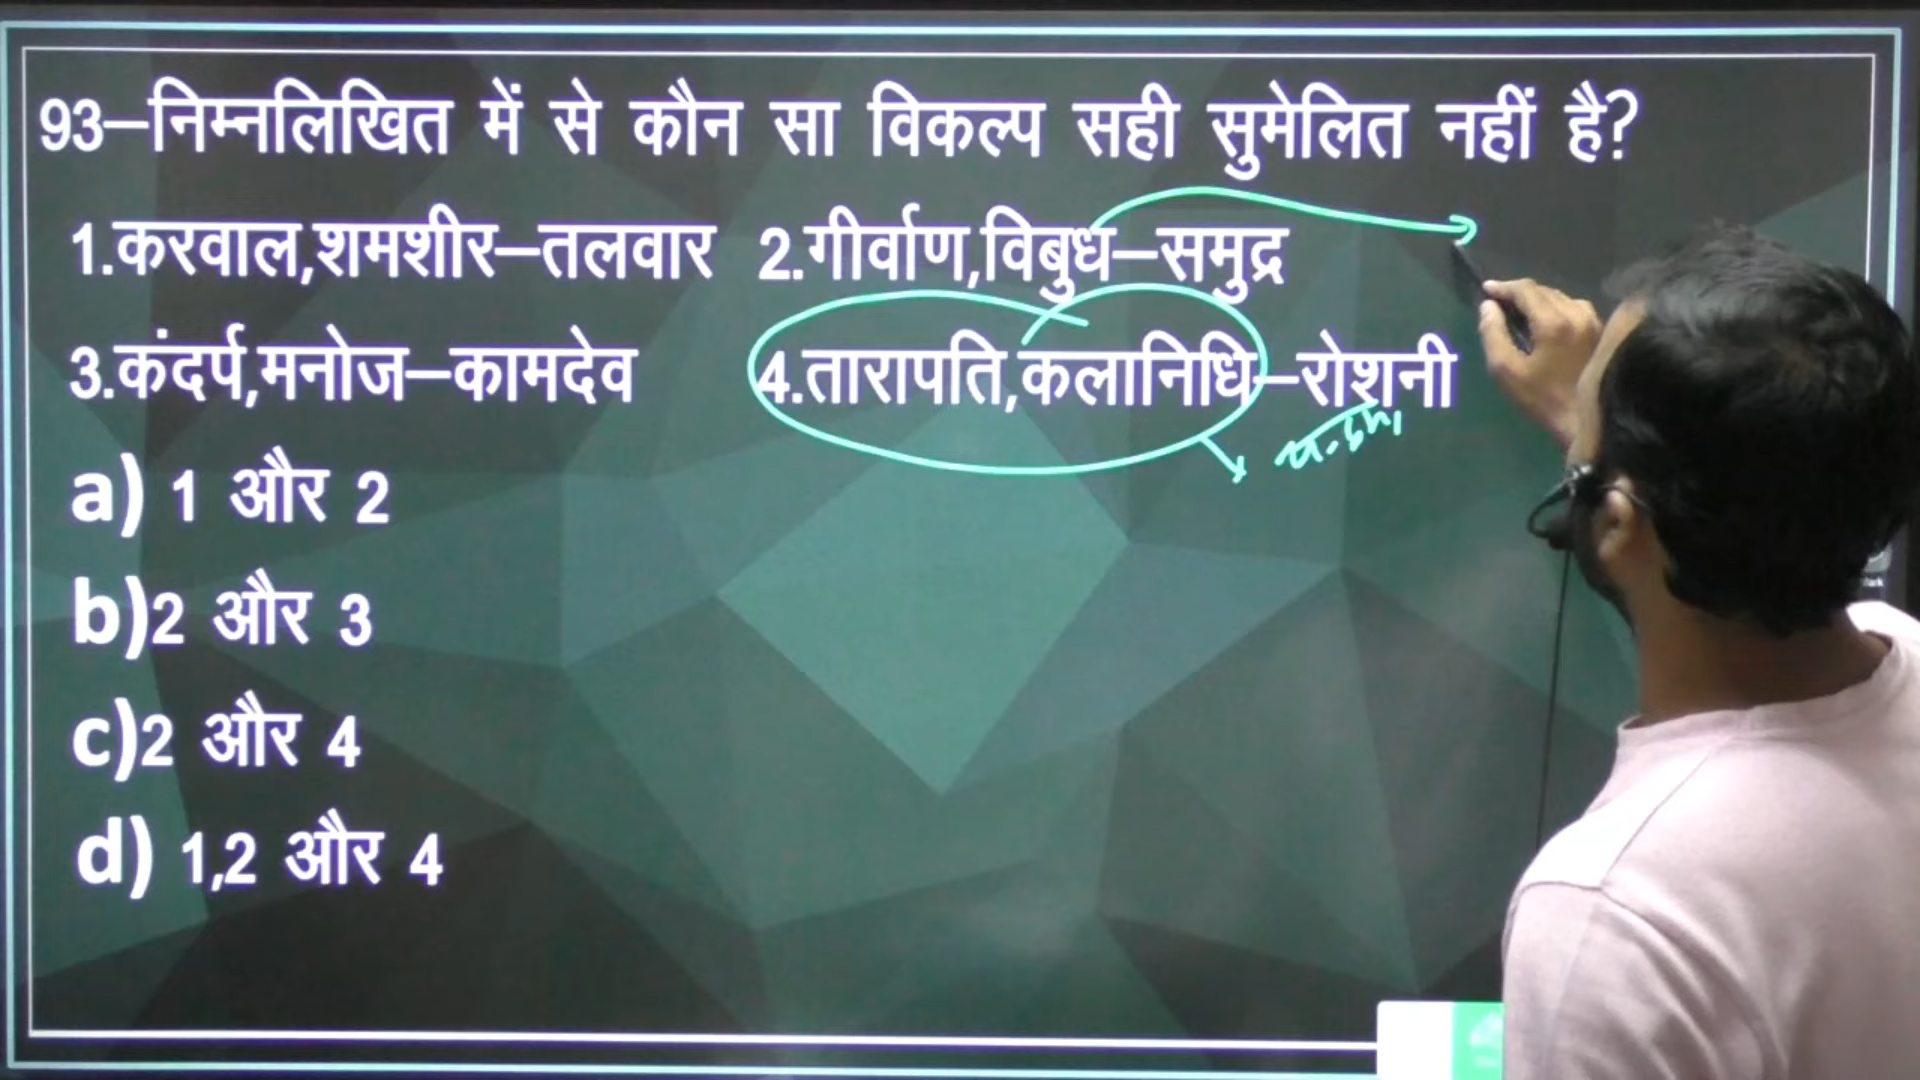 93–निम्नलिखित में से कौन सा विकल्प सही सुमेलित नहीं है?
1.करवाल,शमशीर–तलवार 2.गीर्वाण,विबुध–समुद्र
3.कंदर्प,मनोज–कामदेव 4.तारापति,कलानिधि–रोशनी
a) 1 और 2
b)2 और 3
c)2 और 4
d) 1,2 और 4